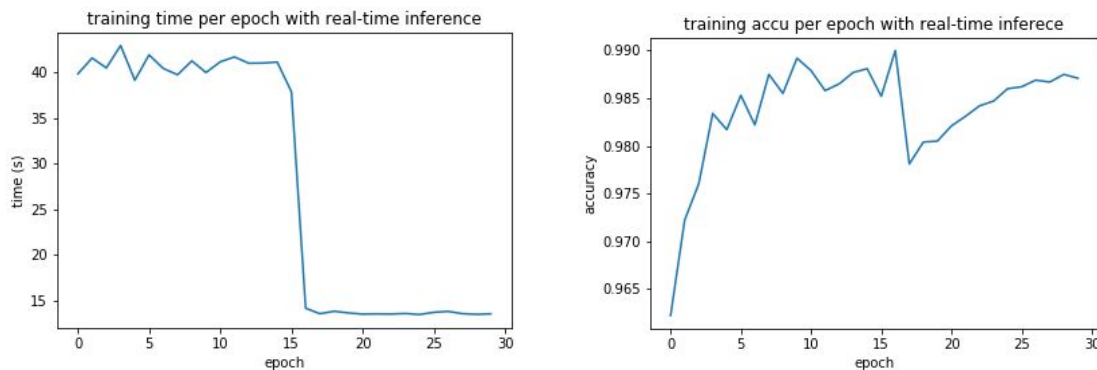 training time per epoch with real-time inference
40
35
30
25
20
15
time (s)
0 5 10 15 20 25 30
epoch
training accu per epoch with real-time inferece
0.990
0.985
0.980
0.975
0.970
0.965
accuracy
0 5 10 15 20 25 30
epoch